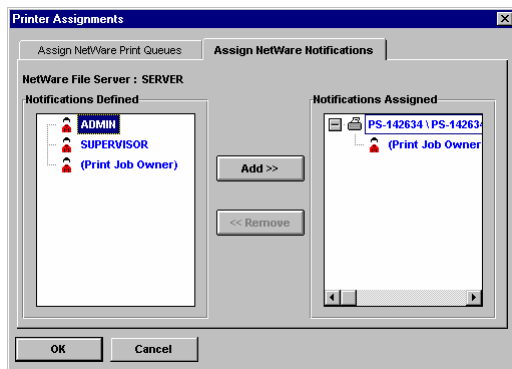 Printer Assignments
Assign NetWare Print Queues
Assign NetWare Notifications
NetWare File Server : SERVER
Notifications Defined
ADMIN
SUPERVISOR
(Print Job Owner)
Add >>
<< Remove
Notifications Assigned
PS-142634 \ PS-142634
(Print Job Owner
OK
Cancel